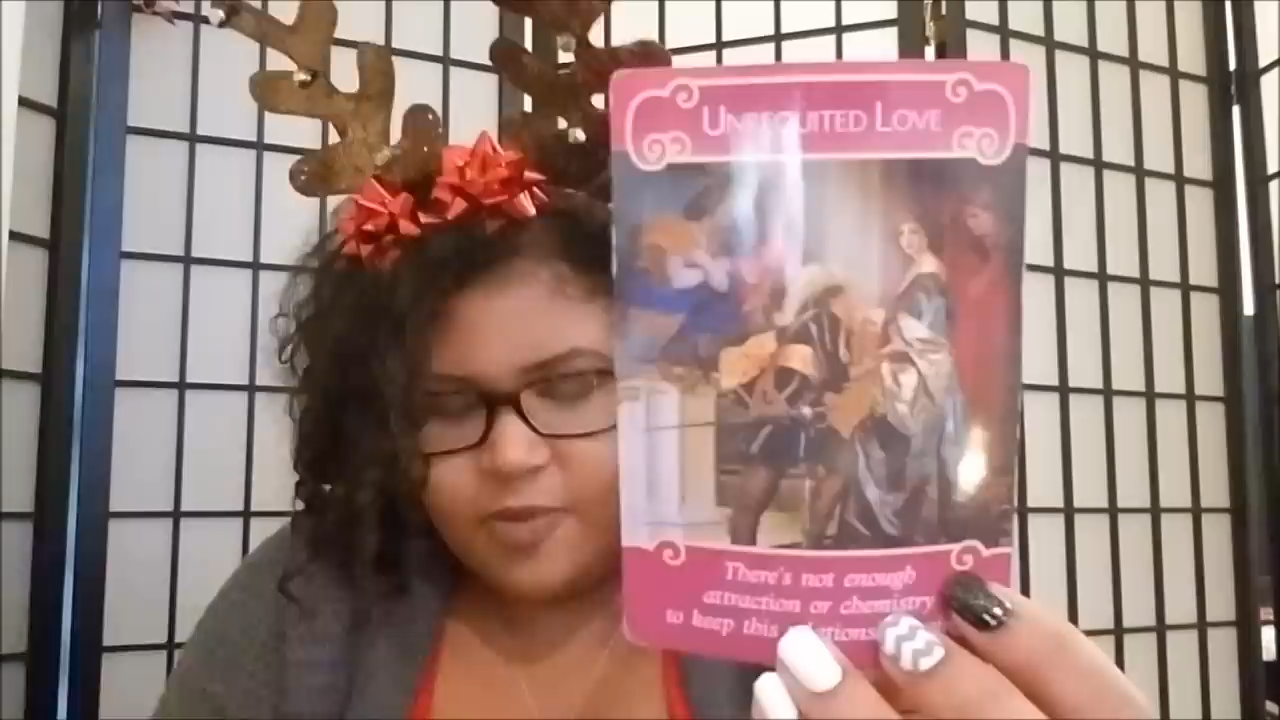 UNREQUITED LOVE
There's not enough
attraction or chemistry
to keep this